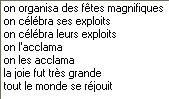 on organisa des fêtes magnifiques
on célébra ses exploits
on célébra leurs exploits
on l'acclama
on les acclama
la joie fut très grande
tout le monde se réjouit